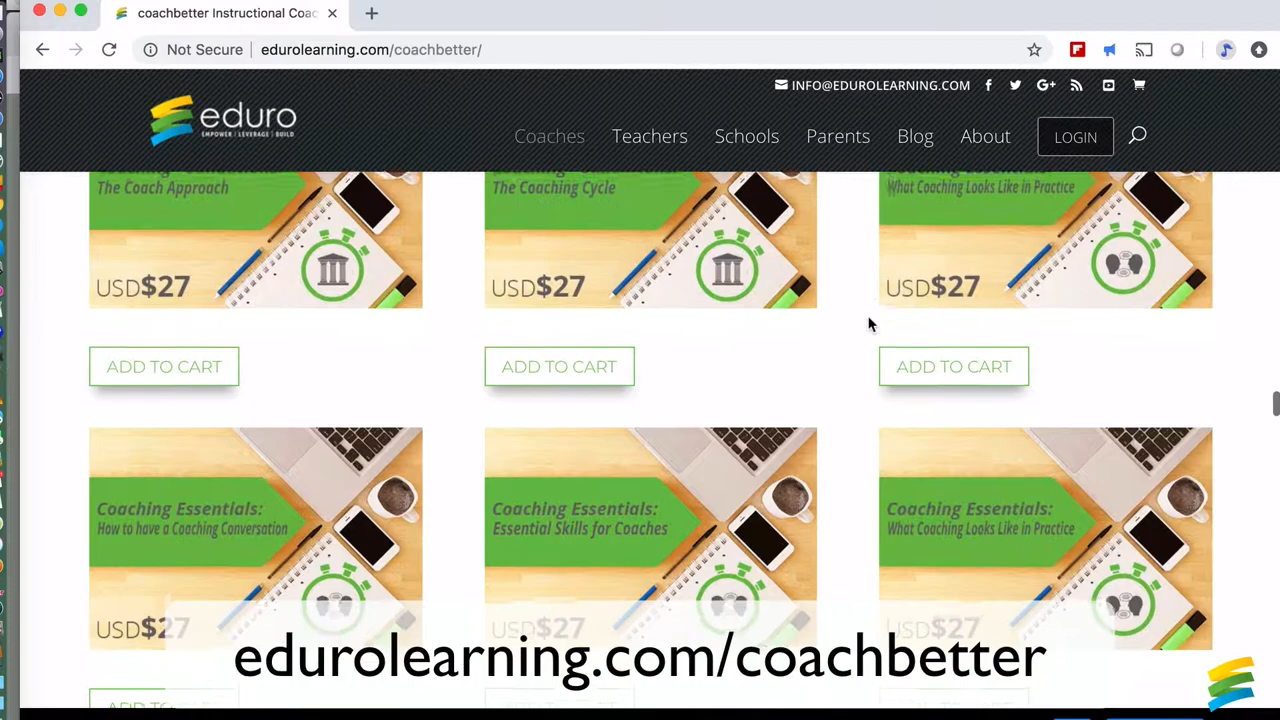 coachbetter Instructional Coac
Not Secure
edurolearning.com/coachbetter/
INFO@EDUROLEARNING.COM
eduro
EMPOWER | LEVERAGE | BUILD
Coaches
Teachers
Schools
Parents
Blog
About
LOGIN
The Coach Approach
The Coaching Cycle
What Coaching Looks Like in Practice
USD$27
USD$27
USD$27
ADD TO CART
ADD TO CART
ADD TO CART
Coaching Essentials:
How to have a Coaching Conversation
Coaching Essentials:
Essential Skills for Coaches
Coaching Essentials:
What Coaching Looks Like in Practice
USD$27
USD$27
USD$27
edurolearning.com/coachbetter